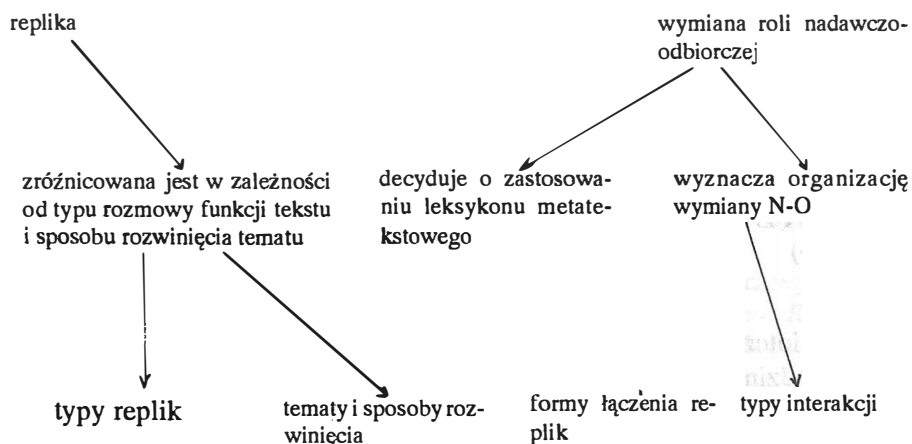 replika
wymiana roli nadawczo-
odbiorczej
zróżnicowana jest w zależności
od typu rozmowy funkcji tekstu
i sposobu rozwinięcia tematu
decyduje o zastosowa-
niu leksykonu metate-
kstowego
wyznacza organizację
wymiany N-O
typy replik
tematy i sposoby roz-
winięcia
formy łączenia re-
plik
typy interakcji